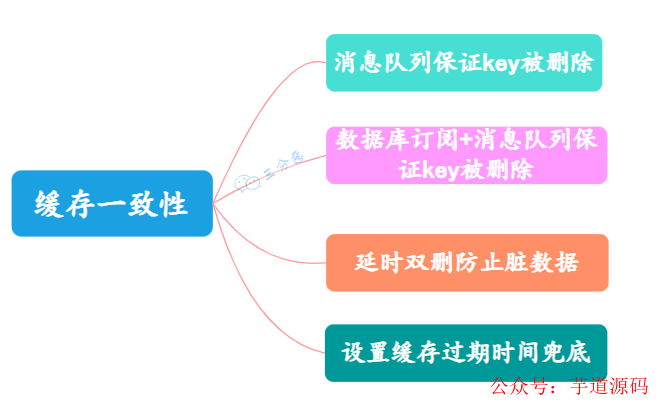 消息队列保证key被删除
数据库订阅+消息队列保
证key被删除
三分恶
缓存一致性
延时双删防止脏数据
设置缓存过期时间兜底
公众号：芋道源码